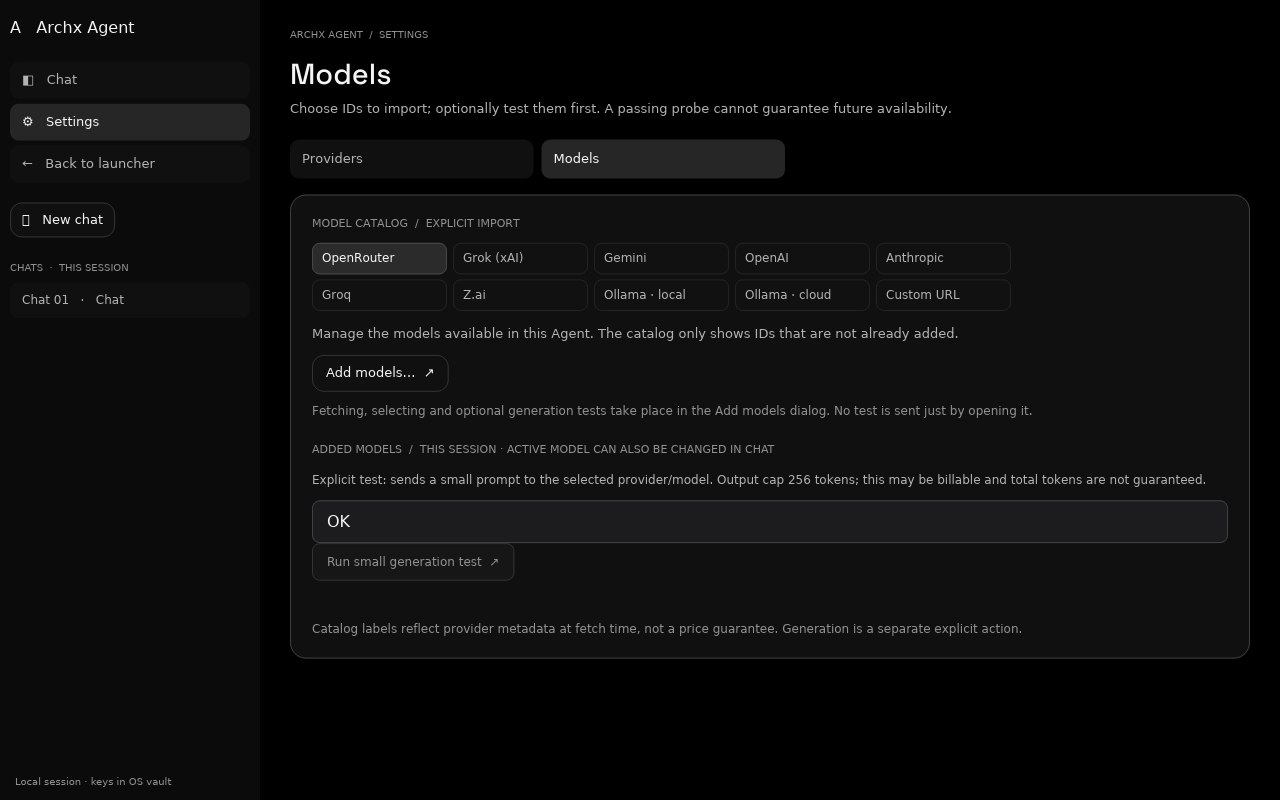 A Archx Agent
Chat
Settings
← Back to launcher
New chat
CHATS · THIS SESSION
Chat 01 · Chat
Local session · keys in OS vault
ARCHX AGENT / SETTINGS
Models
Choose IDs to import; optionally test them first. A passing probe cannot guarantee future availability.
Providers
Models
MODEL CATALOG / EXPLICIT IMPORT
OpenRouter Grok (xAI) Gemini OpenAI Anthropic
Groq Z.ai Ollama · local Ollama · cloud Custom URL
Manage the models available in this Agent. The catalog only shows IDs that are not already added.
Add models… ↗
Fetching, selecting and optional generation tests take place in the Add models dialog. No test is sent just by opening it.
ADDED MODELS / THIS SESSION · ACTIVE MODEL CAN ALSO BE CHANGED IN CHAT
Explicit test: sends a small prompt to the selected provider/model. Output cap 256 tokens; this may be billable and total tokens are not guaranteed.
OK
Run small generation test ↗
Catalog labels reflect provider metadata at fetch time, not a price guarantee. Generation is a separate explicit action.